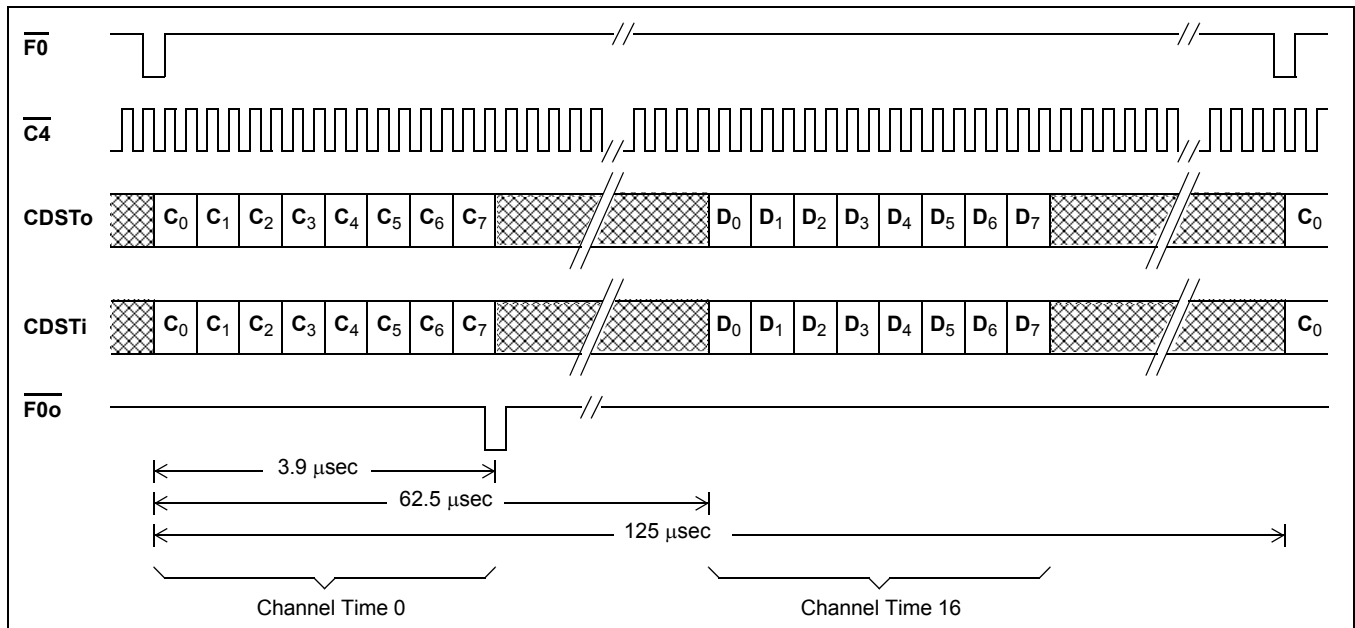 F0
C4
CDSTo C0 C1 C2 C3 C4 C5 C6 C7 D0 D1 D2 D3 D4 D5 D6 D7 C0
CDSTi C0 C1 C2 C3 C4 C5 C6 C7 D0 D1 D2 D3 D4 D5 D6 D7 C0
F0o
3.9 μsec
62.5 μsec
125 μsec
Channel Time 0 Channel Time 16